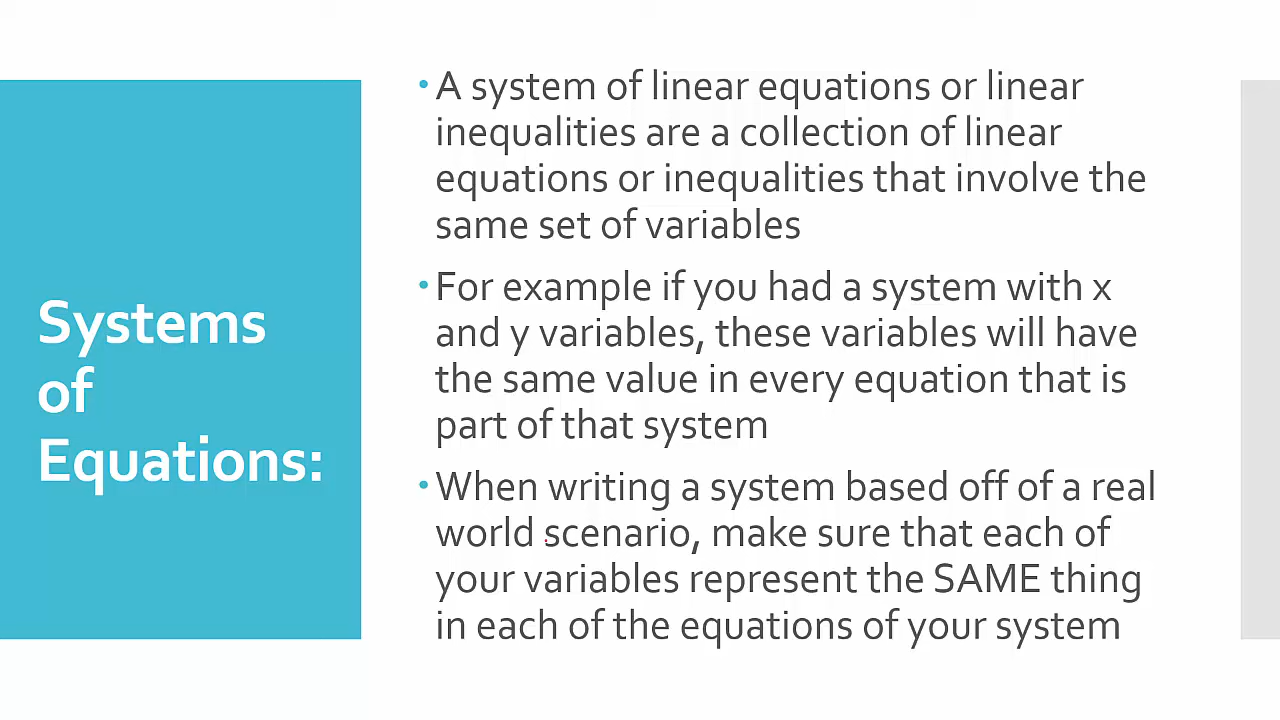 Systems
of
Equations:
• A system of linear equations or linear
inequalities are a collection of linear
equations or inequalities that involve the
same set of variables
• For example if you had a system with x
and y variables, these variables will have
the same value in every equation that is
part of that system
• When writing a system based off of a real
world scenario, make sure that each of
your variables represent the SAME thing
in each of the equations of your system